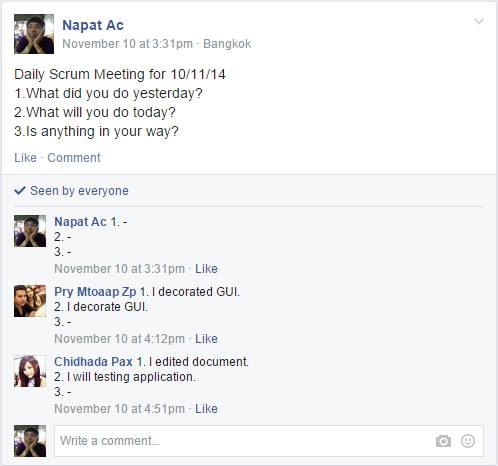 Napat Ac
November 10 at 3:31pm · Bangkok
Daily Scrum Meeting for 10/11/14
1.What did you do yesterday?
2.What will you do today?
3.Is anything in your way?
Like · Comment
Seen by everyone
Napat Ac 1. -
2. -
3. -
November 10 at 3:31pm · Like
Pry Mtoaap Zp 1. I decorated GUI.
2. I decorate GUI.
3. -
November 10 at 4:12pm · Like
Chidhada Pax 1. I edited document.
2. I will testing application.
3. -
November 10 at 4:51pm · Like
Write a comment...